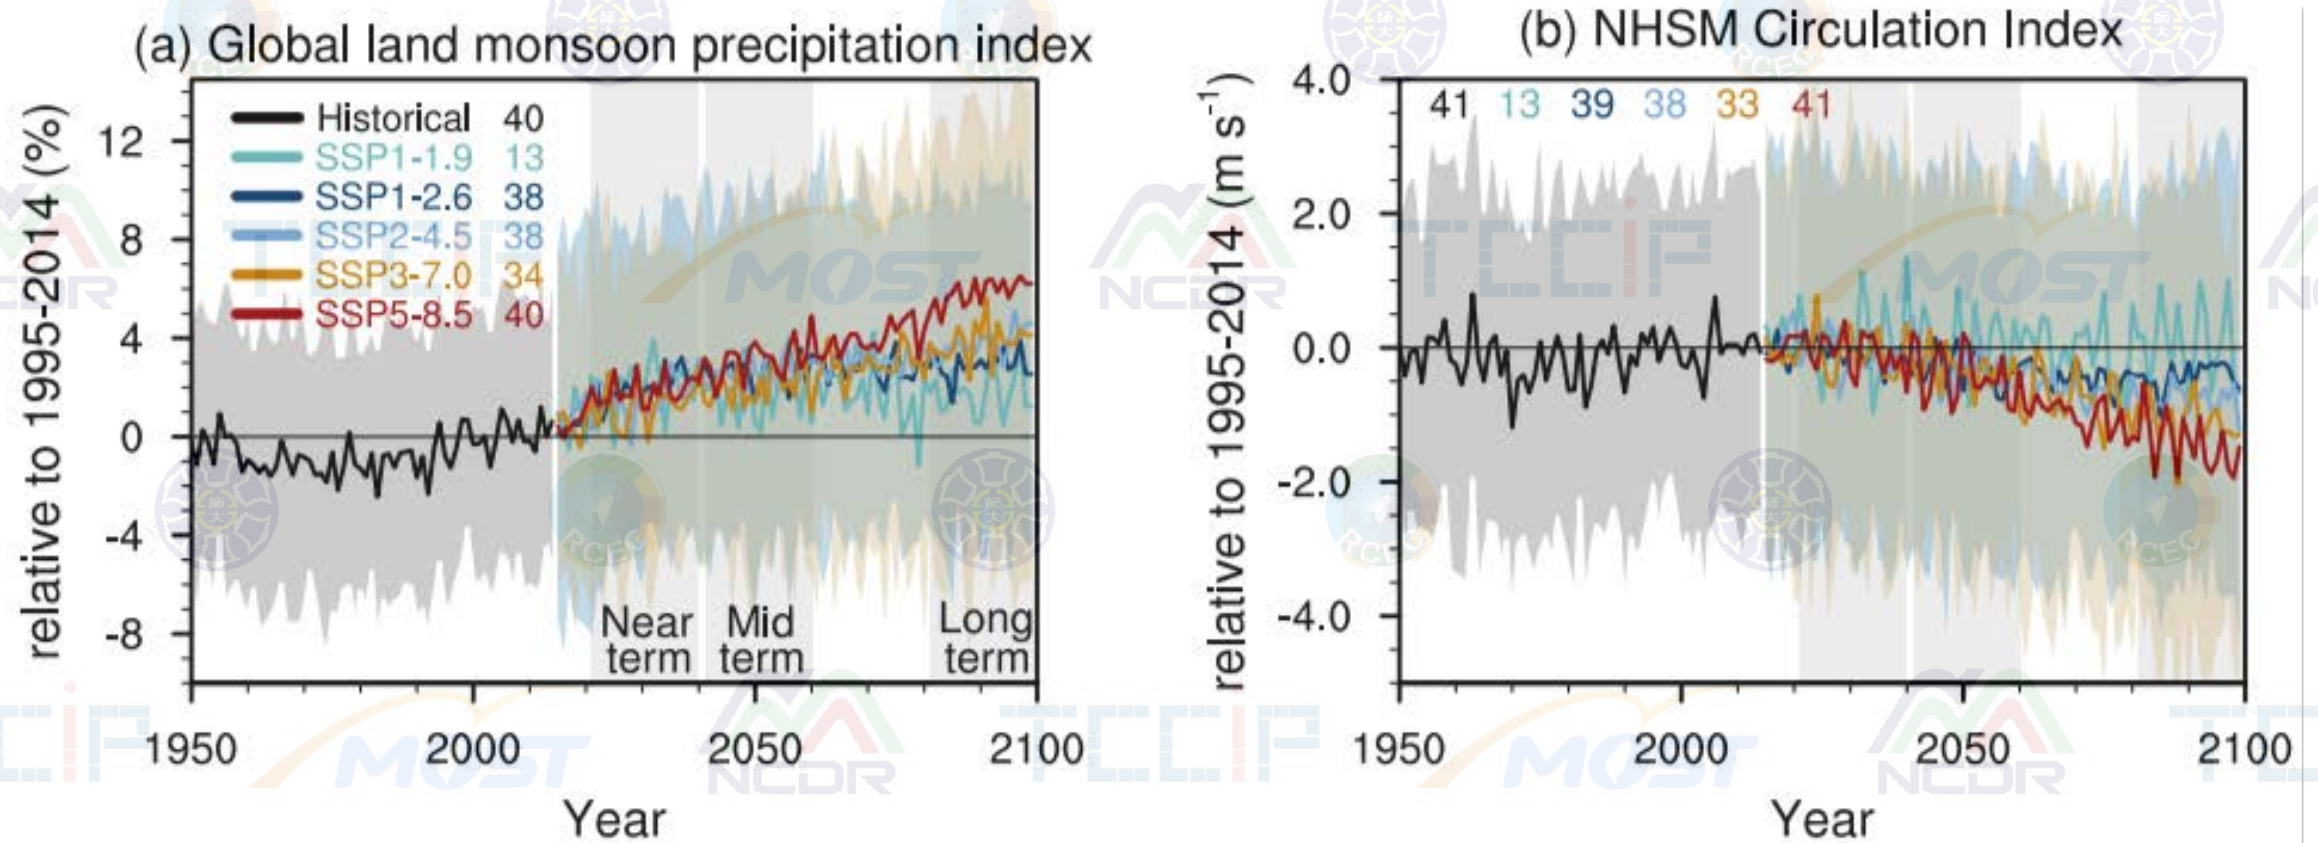 (a) Global land monsoon precipitation index
relative to 1995-2014 (%)
12
8
4
0
-4
-8
Historical 40
SSP1-1.9 13
SSP1-2.6 38
SSP2-4.5 38
SSP3-7.0 34
SSP5-8.5 40
Near term
Mid term
Long term
1950 2000 2050 2100
Year
(b) NHSM Circulation Index
relative to 1995-2014 (m s⁻¹)
4.0
2.0
0.0
-2.0
-4.0
41 13 39 38 33 41
1950 2000 2050 2100
Year
TCCIP
MOST
NCDR
RCEC
師大